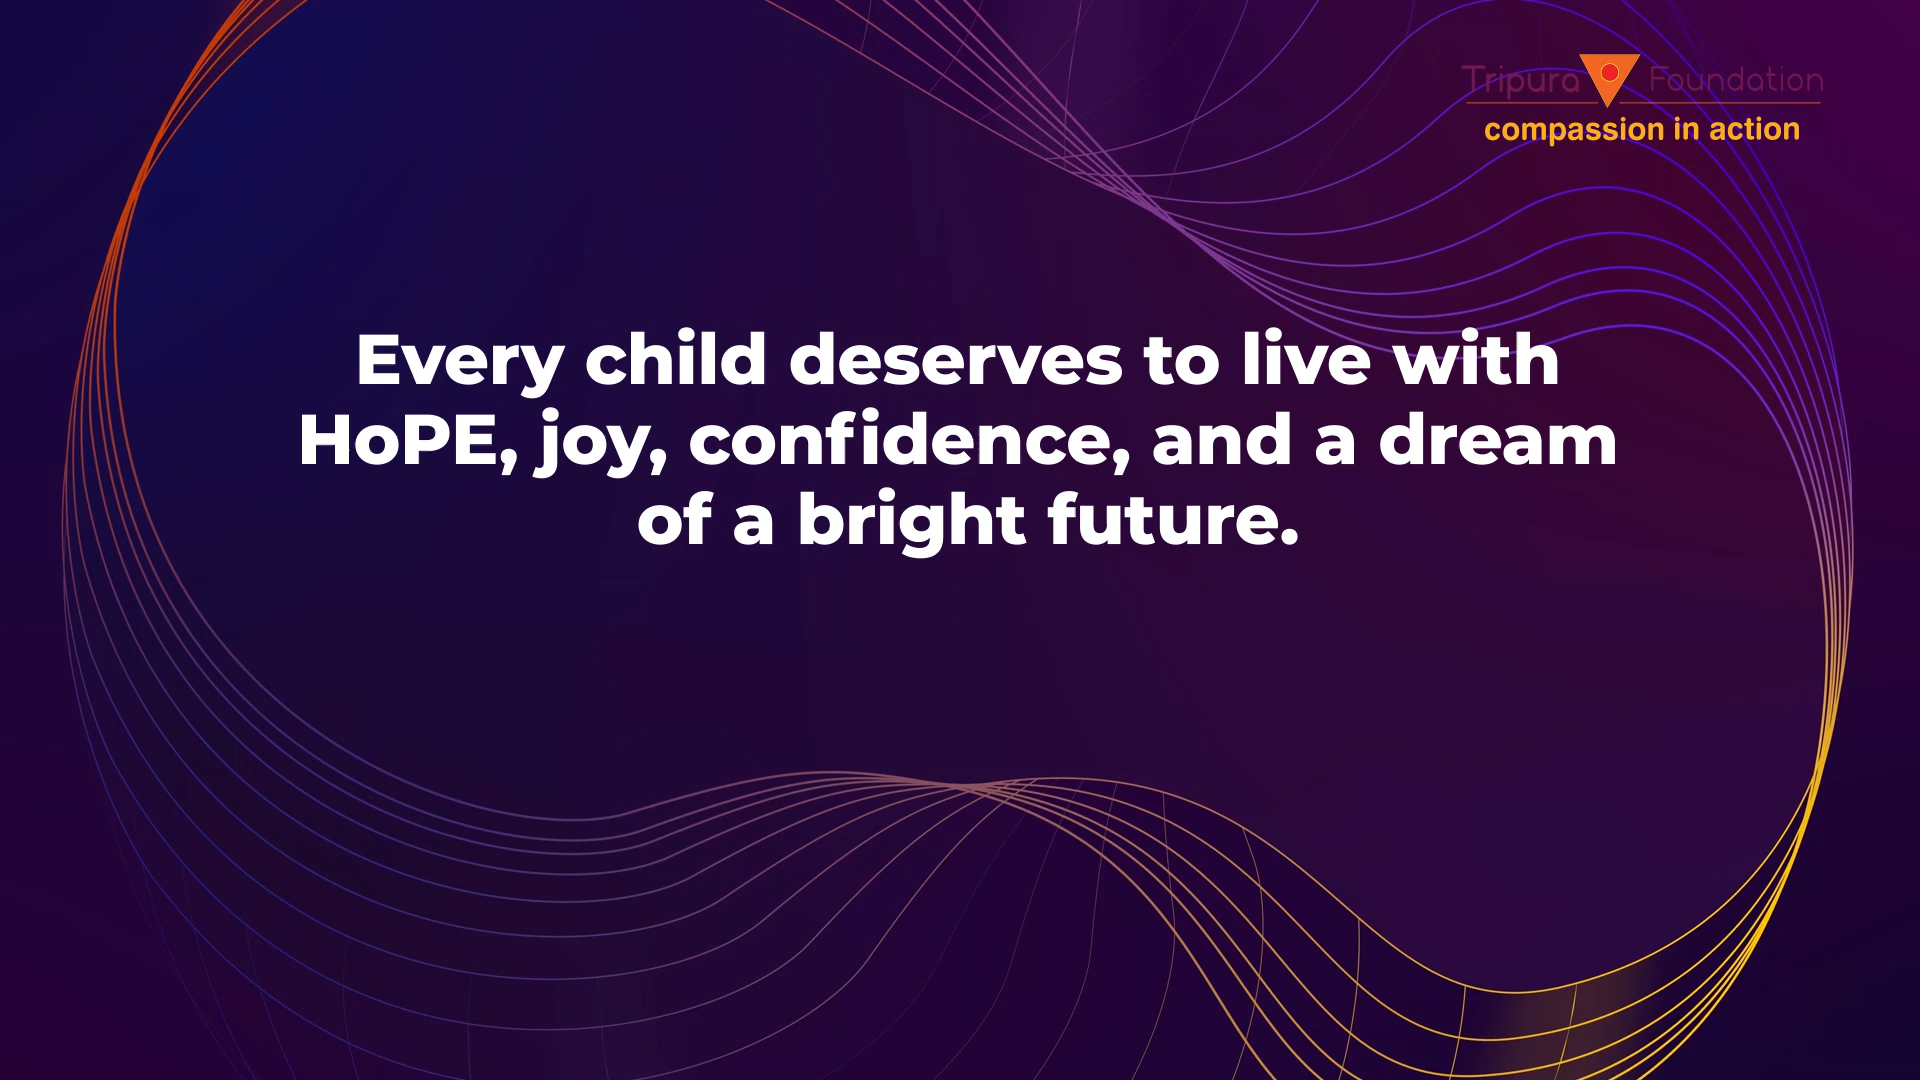 Tripura Foundation
compassion in action
Every child deserves to live with
HoPE, joy, confidence, and a dream
of a bright future.